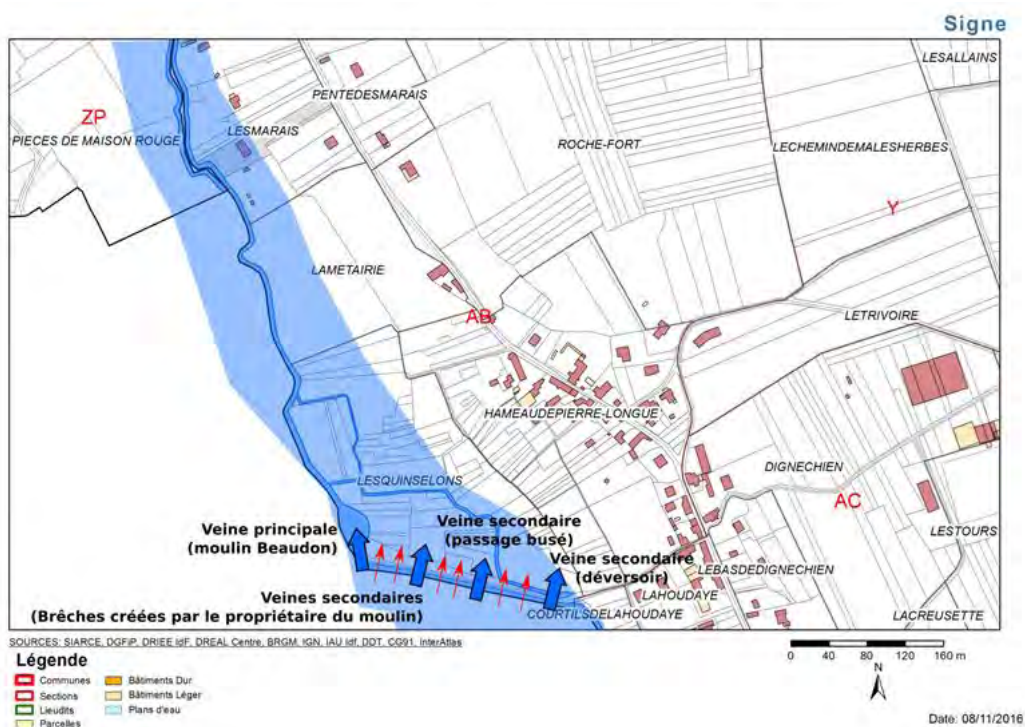 Signe
LESALLAINS
PENTEDESMARAIS
ZP
PIECES DE MAISON ROUGE
LESMARAIS
ROCHE-FORT
LECHEMINDEMALESHERBES
Y
LAMETAIRIE
AB
LETRIVOIRE
HAMEAUDEPIERRE-LONGUE
DIGNECHIEN
LESQUINSELONS
AC
LESTOURS
Veine principale
(moulin Beaudon)
Veine secondaire
(passage busé)
Veine secondaire
(déversoir)
LEBASDEDIGNECHIEN
LAHOUDAYE
Veines secondaires
(Brêches créées par le propriétaire du moulin)
COURTILSDELAHOUDAYE
LACREUSETTE
SOURCES: SIARCE, DGFiP, DRIEE IdF, DREAL Centre, BRGM, IGN, IAU Idf, DDT, CG91, InterAtlas
Légende
Communes
Sections
Lieudits
Parcelles
Bâtiments Dur
Bâtiments Léger
Plans d'eau
0 40 80 120 160 m
N
Date: 08/11/2016